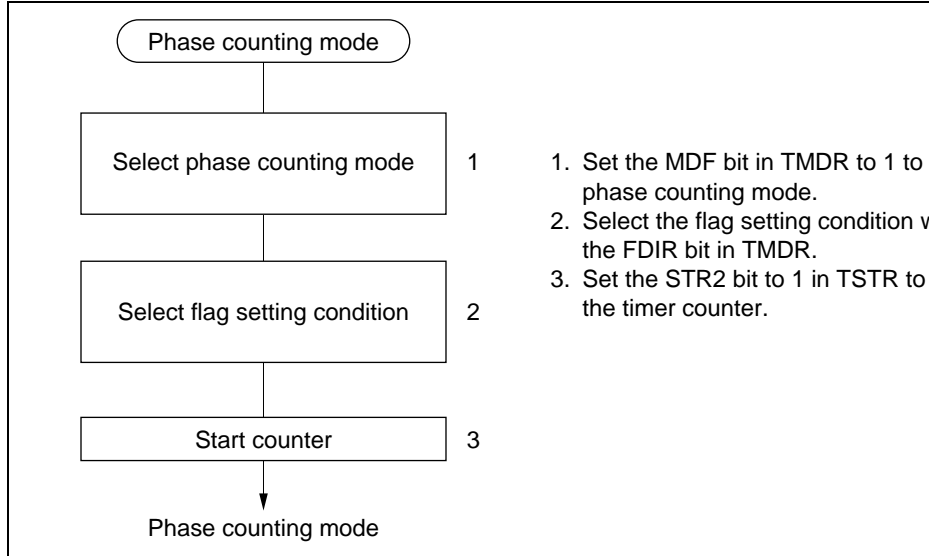 Phase counting mode
Select phase counting mode 1
Select flag setting condition 2
Start counter 3
Phase counting mode
1. Set the MDF bit in TMDR to 1 to
phase counting mode.
2. Select the flag setting condition
the FDIR bit in TMDR.
3. Set the STR2 bit to 1 in TSTR to
the timer counter.